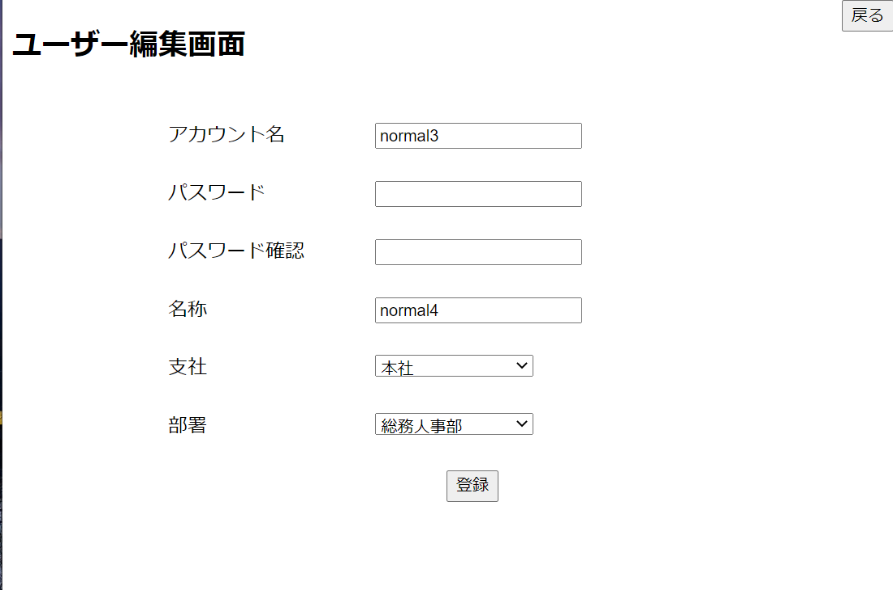 戻る
ユーザー編集画面
アカウント名 normal3
パスワード
パスワード確認
名称 normal4
支社 本社
部署 総務人事部
登録